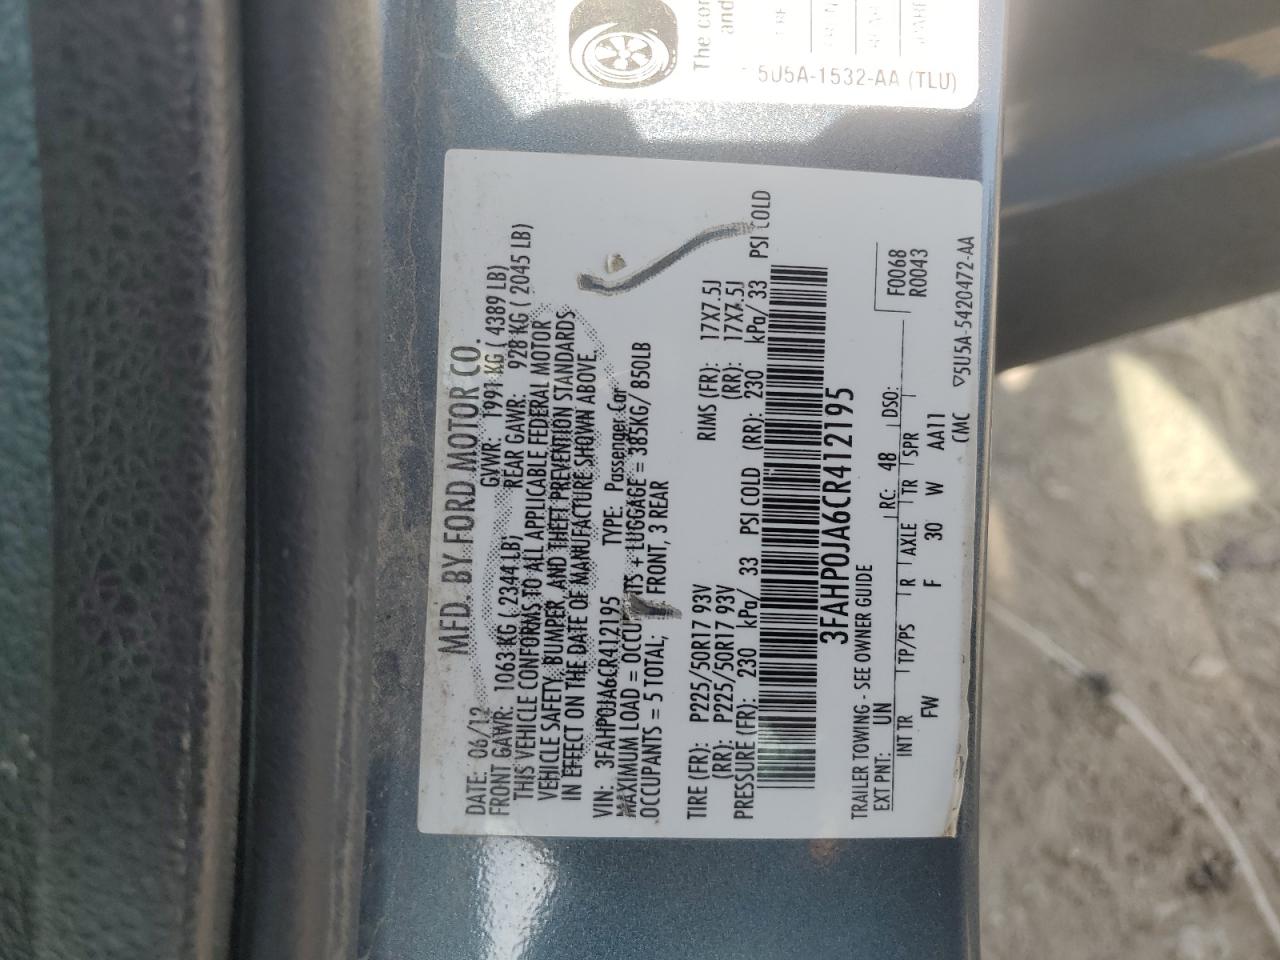 MFD. BY FORD MOTOR CO.
DATE: 06/12 GVWR: 1991 KG ( 4389 LB)
FRONT GAWR: 1063 KG ( 2344 LB); REAR GAWR: 928 KG ( 2045 LB)
THIS VEHICLE CONFORMS TO ALL APPLICABLE FEDERAL MOTOR
VEHICLE SAFETY, BUMPER, AND THEFT PREVENTION STANDARDS
IN EFFECT ON THE DATE OF MANUFACTURE SHOWN ABOVE.
VIN: 3FAHP0JA6CR412195 TYPE: Passenger Car
MAXIMUM LOAD = OCCUPANTS + LUGGAGE = 385KG/ 850LB
OCCUPANTS = 5 TOTAL; FRONT, 3 REAR
TIRE (FR): P225/50R17 93V RIMS (FR): 17X7.5J
(RR): P225/50R17 93V (RR): 17X7.5J
PRESSURE (FR): 230 kPa/ 33 PSI COLD (RR): 230 kPa/ 33 PSI COLD
3FAHP0JA6CR412195
F0068
R0043
TRAILER TOWING - SEE OWNER GUIDE
EXT PNT: UN RC: 48 DSO:
INT TR TP/PS R AXLE TR SPR
FW F 30 W AA11
CMC ▽5U5A-5420472-AA
The
and
5U5A-1532-AA (TLU)